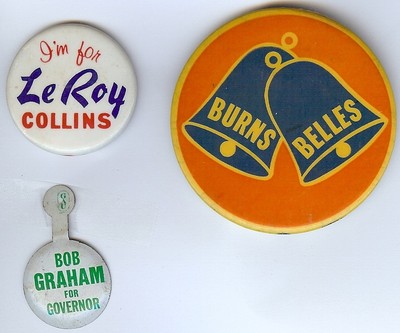 I'm for
LeRoy
COLLINS
BURNS
BELLES
BOB
GRAHAM
FOR
GOVERNOR